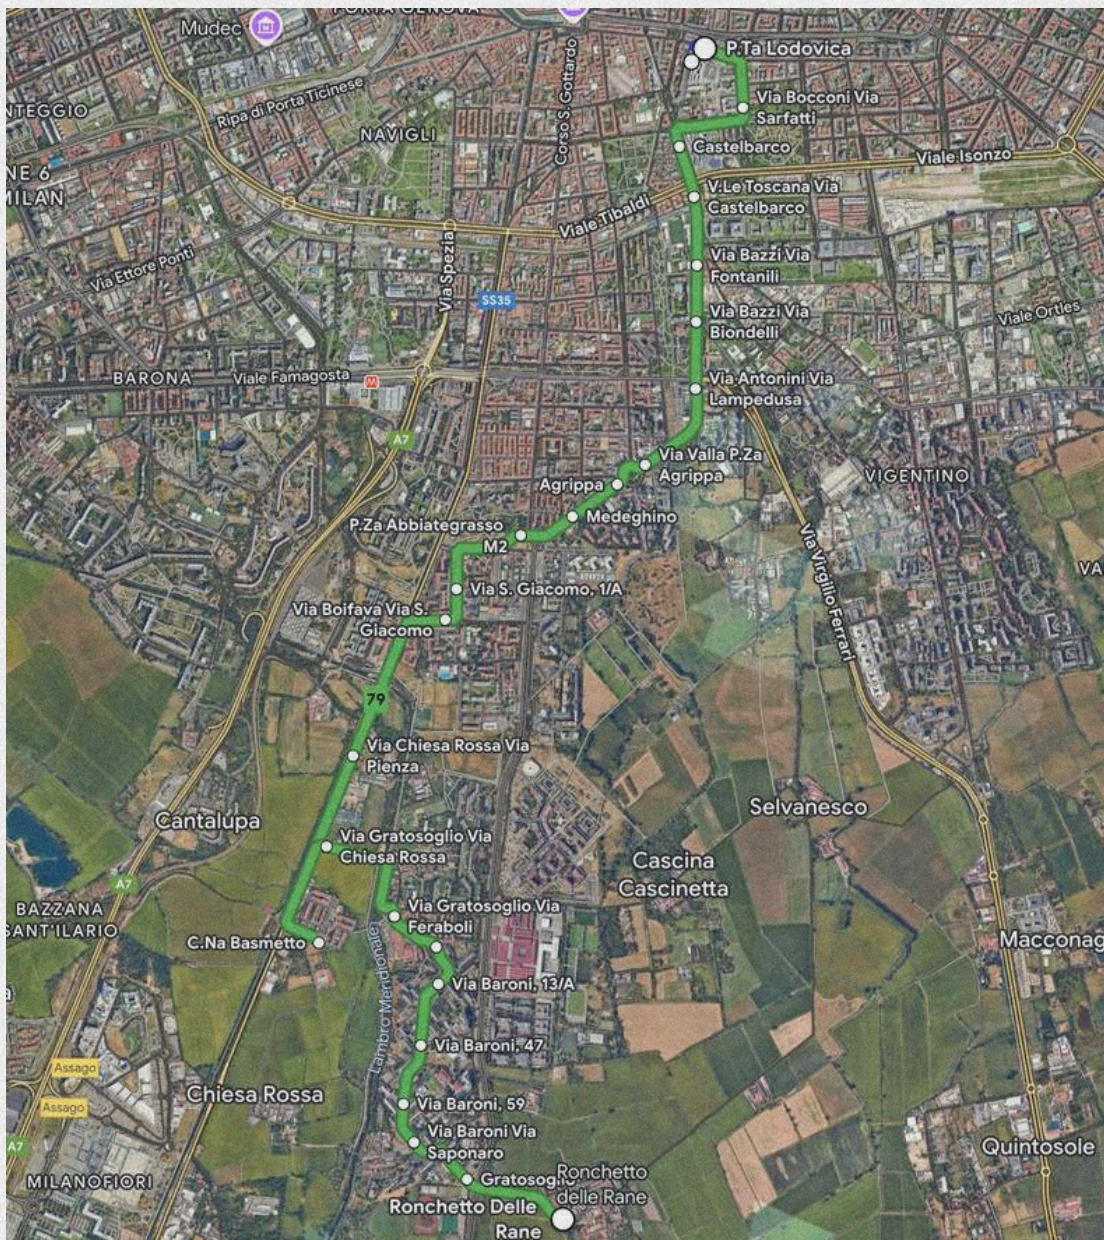 PORTA GENOVA
Mudec
P.Ta Lodovica
NTEGGIO
Ripa di Porta Ticinese
Corso S. Gottardo
Via Bocconi Via
Sarfatti
NAVIGLI
Castelbarco
Viale Isonzo
NE 6
MILAN
V.Le Toscana Via
Castelbarco
Viale Tibaldi
Via Ettore Ponti
Via Spezia
Via Bazzi Via
Fontanili
SS35
Via Bazzi Via
Biondelli
Viale Ortles
BARONA
Viale Famagosta
M
Via Antonini Via
Lampedusa
A7
Via Valla P.Za
Agrippa
VIGENTINO
Agrippa
Medeghino
P.Za Abbiategrasso
M2
Via Virgilio Ferrari
VA
Via S. Giacomo, 1/A
Via Boifava Via S.
Giacomo
79
Via Chiesa Rossa Via
Pienza
Cantalupa
Selvanesco
Via Gratosoglio Via
Chiesa Rossa
Cascina
Cascinetta
A7
BAZZANA
SANT'ILARIO
Via Gratosoglio Via
Feraboli
C.Na Basmetto
Macconag
a
Lambro Meridionale
Via Baroni, 13/A
Via Baroni, 47
Assago
Chiesa Rossa
Via Baroni, 59
Assago
Via Baroni Via
Saponaro
A7
Quintosole
MILANOFIORI
Gratosoglio
Ronchetto
delle Rane
Ronchetto Delle
Rane